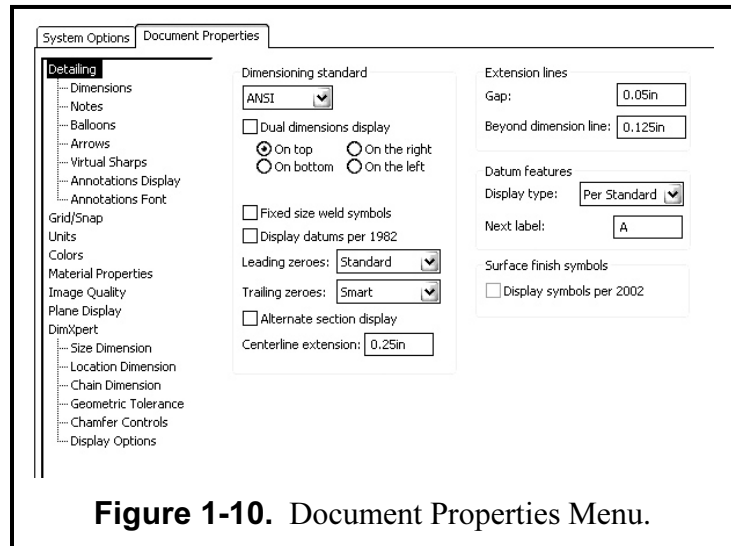 System Options Document Properties
Detailing
Dimensions
Notes
Balloons
Arrows
Virtual Sharps
Annotations Display
Annotations Font
Grid/Snap
Units
Colors
Material Properties
Image Quality
Plane Display
DimXpert
Size Dimension
Location Dimension
Chain Dimension
Geometric Tolerance
Chamfer Controls
Display Options
Dimensioning standard
ANSI
Dual dimensions display
On top On the right
On bottom On the left
Fixed size weld symbols
Display datums per 1982
Leading zeroes: Standard
Trailing zeroes: Smart
Alternate section display
Centerline extension: 0.25in
Extension lines
Gap: 0.05in
Beyond dimension line: 0.125in
Datum features
Display type: Per Standard
Next label: A
Surface finish symbols
Display symbols per 2002
Figure 1-10. Document Properties Menu.